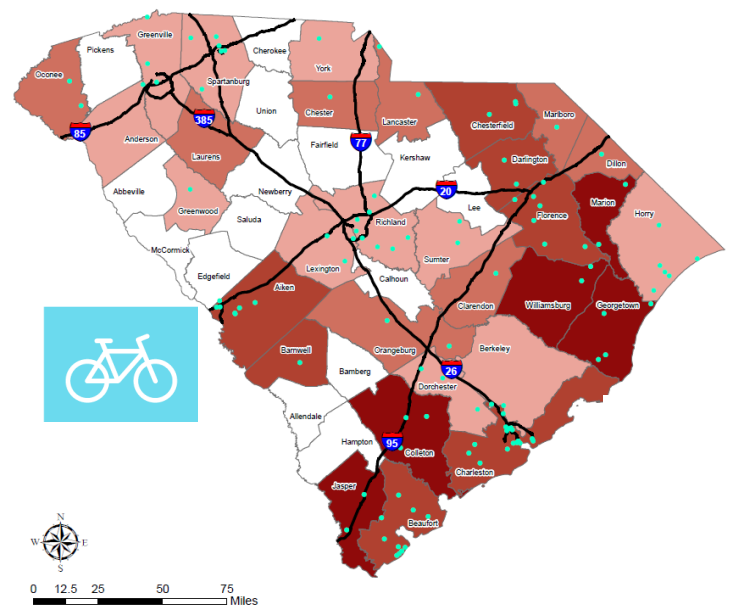 Greenville
Pickens
Cherokee
Oconee
York
Spartanburg
Union
Chester
Lancaster
Chesterfield
Marlboro
85
Anderson
385
77
Fairfield
Laurens
Kershaw
Darlington
Dillon
Abbeville
Newberry
20
Lee
Marion
Greenwood
Saluda
Richland
Florence
Horry
McCormick
Sumter
Edgefield
Lexington
Calhoun
Aiken
Clarendon
Williamsburg
Georgetown
Barnwell
Orangeburg
Berkeley
Bamberg
26
Dorchester
Allendale
Hampton
95
Colleton
Charleston
Jasper
Beaufort
N
W
E
S
0 12.5 25 50 75
Miles